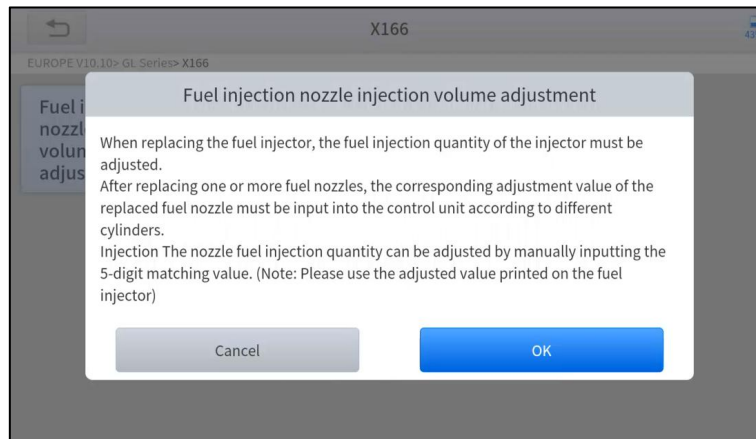 X166
43
EUROPE V10.10> GL Series> X166
Fuel i
nozzl
volun
adjus
Fuel injection nozzle injection volume adjustment
When replacing the fuel injector, the fuel injection quantity of the injector must be
adjusted.
After replacing one or more fuel nozzles, the corresponding adjustment value of the
replaced fuel nozzle must be input into the control unit according to different
cylinders.
Injection The nozzle fuel injection quantity can be adjusted by manually inputting the
5-digit matching value. (Note: Please use the adjusted value printed on the fuel
injector)
Cancel
OK